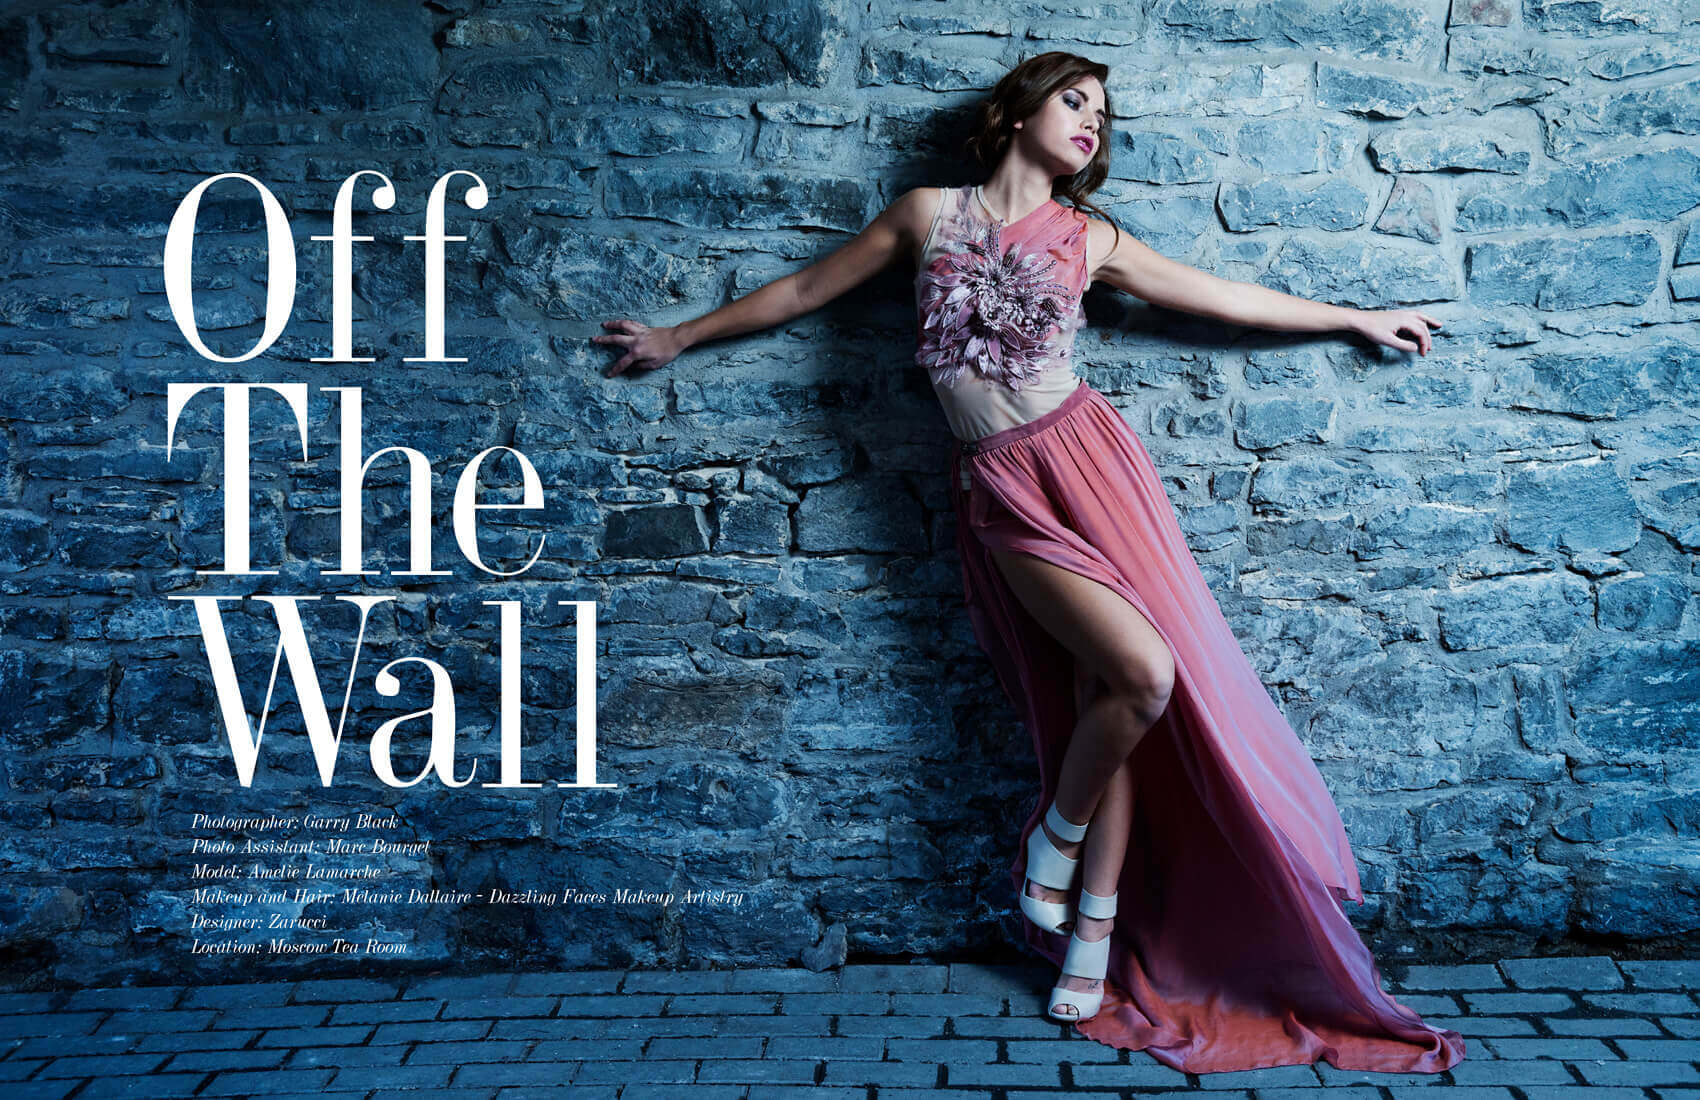 Off
The
Wall
Photographer: Garry Black
Photo Assistant: Marc Bourget
Model: Amelie Lamarche
Makeup and Hair: Mélanie Dallaire - Dazzling Faces Makeup Artistry
Designer: Zarucci
Location: Moscow Tea Room